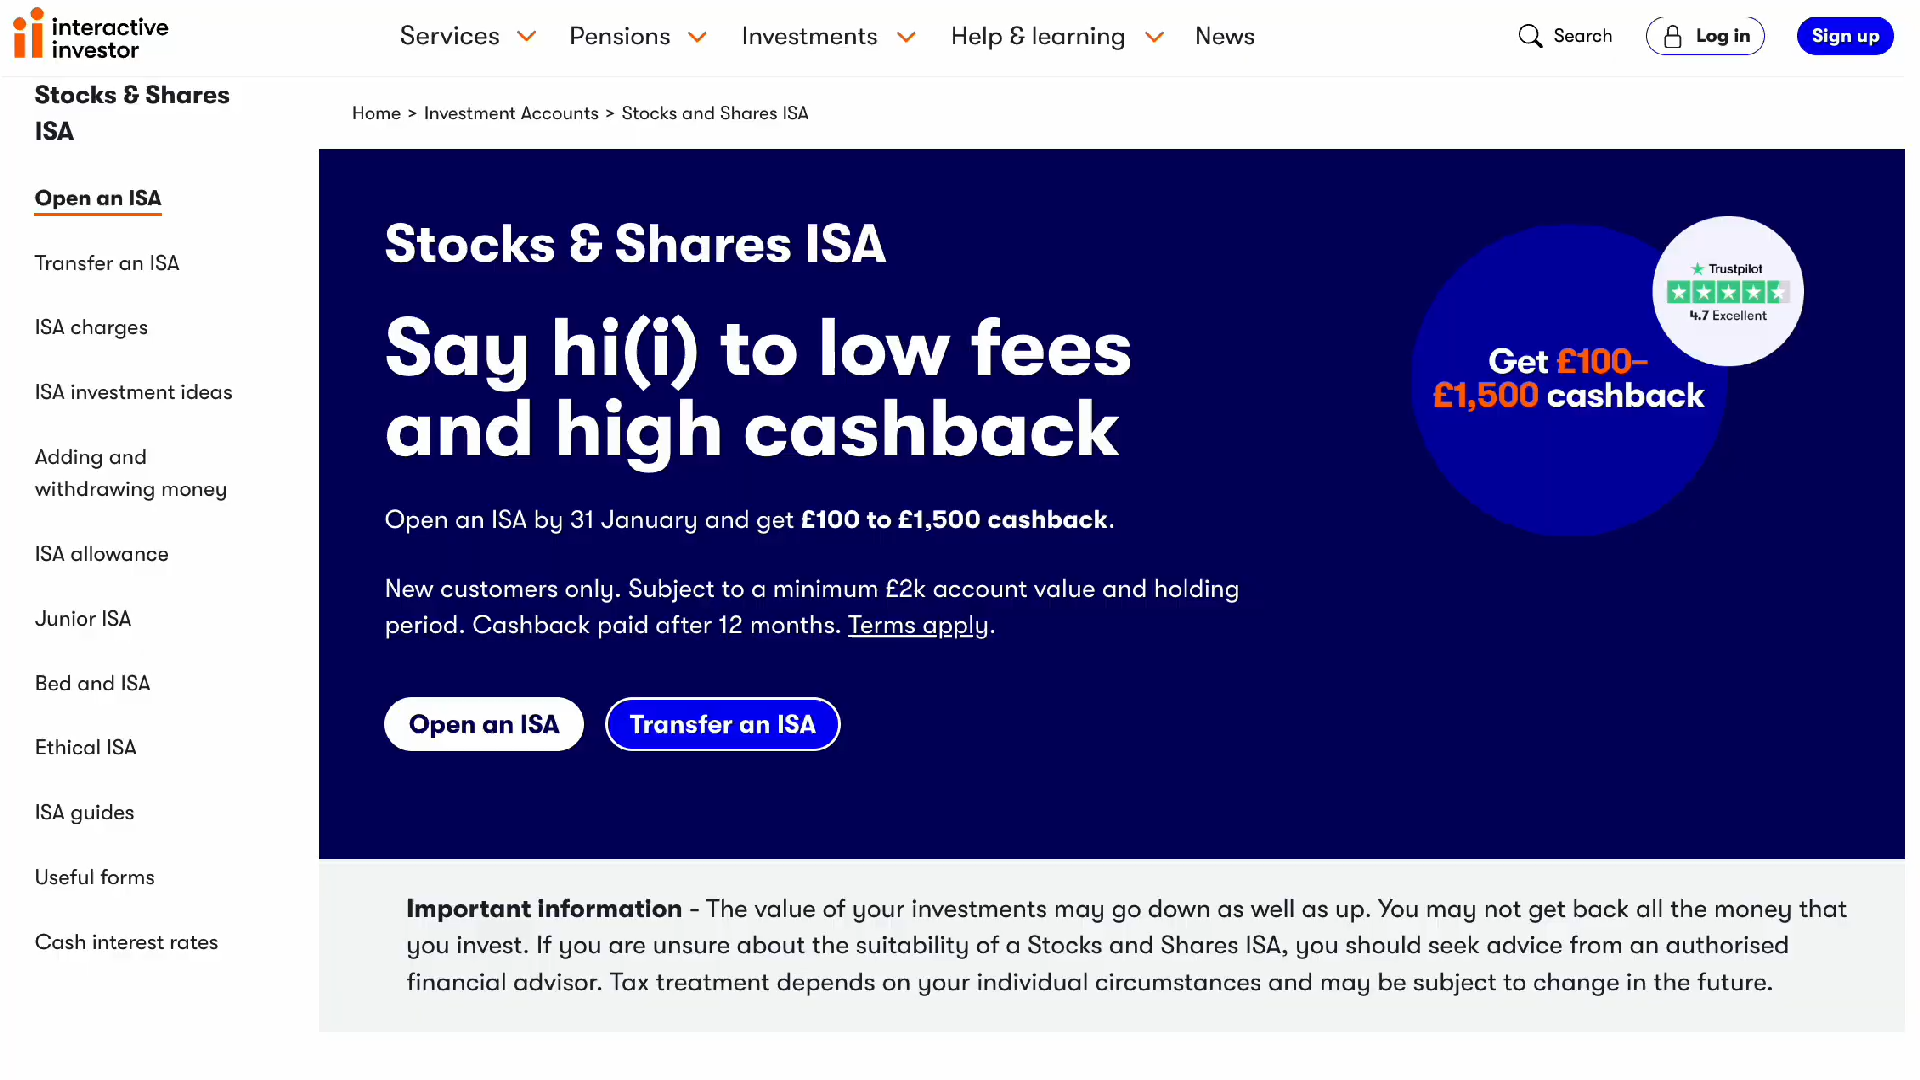 interactive
investor
Services
Pensions
Investments
Help & learning
News
Search
Log in
Sign up
Stocks & Shares
ISA
Open an ISA
Transfer an ISA
ISA charges
ISA investment ideas
Adding and
withdrawing money
ISA allowance
Junior ISA
Bed and ISA
Ethical ISA
ISA guides
Useful forms
Cash interest rates
Home > Investment Accounts > Stocks and Shares ISA
Stocks & Shares ISA
Say hi(i) to low fees
and high cashback
Open an ISA by 31 January and get £100 to £1,500 cashback.
New customers only. Subject to a minimum £2k account value and holding
period. Cashback paid after 12 months. Terms apply.
Open an ISA
Transfer an ISA
Trustpilot
4.7 Excellent
Get £100–
£1,500 cashback
Important information - The value of your investments may go down as well as up. You may not get back all the money that
you invest. If you are unsure about the suitability of a Stocks and Shares ISA, you should seek advice from an authorised
financial advisor. Tax treatment depends on your individual circumstances and may be subject to change in the future.